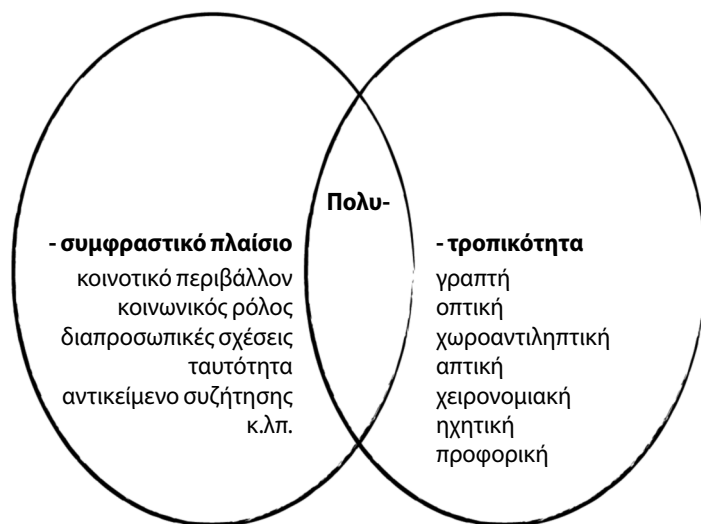 Πολυ-
- συμφραστικό πλαίσιο
κοινοτικό περιβάλλον
κοινωνικός ρόλος
διαπροσωπικές σχέσεις
ταυτότητα
αντικείμενο συζήτησης
κ.λπ.
- τροπικότητα
γραπτή
οπτική
χωροαντιληπτική
απτική
χειρονομιακή
ηχητική
προφορική